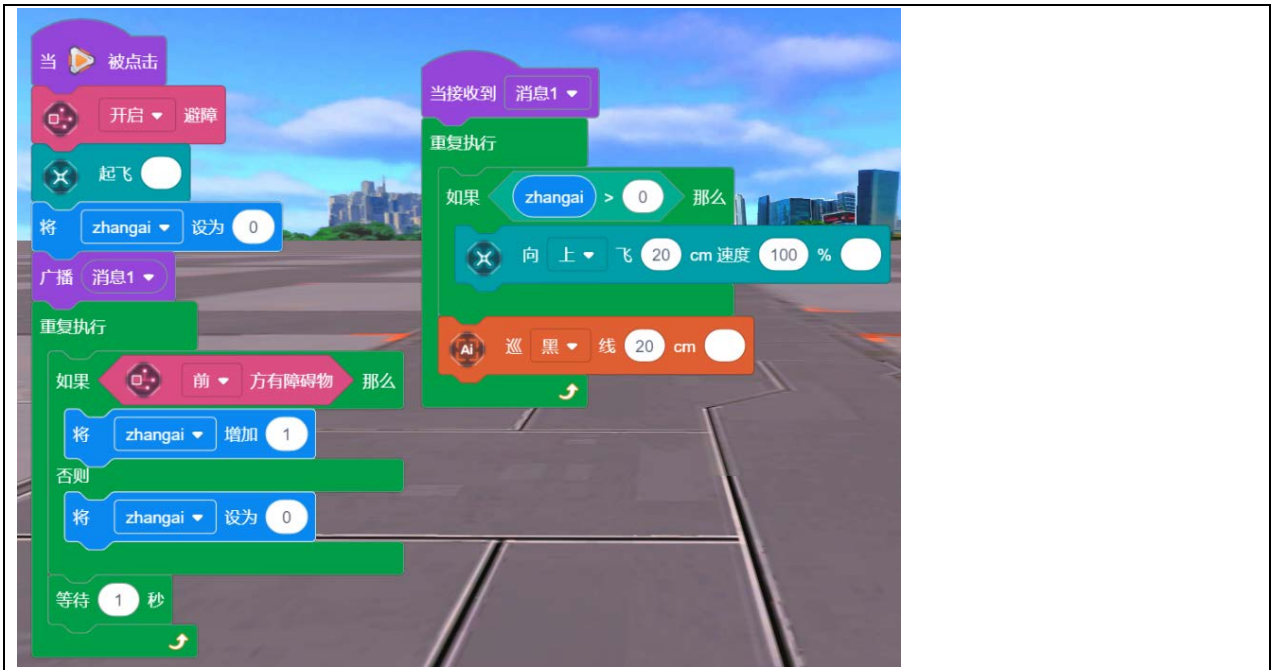 当 被点击
开启 避障
起飞
将 zhangai 设为 0
广播 消息1
重复执行
如果 前 方有障碍物 那么
将 zhangai 增加 1
否则
将 zhangai 设为 0
等待 1 秒
当接收到 消息1
重复执行
如果 zhangai > 0 那么
向 上 飞 20 cm 速度 100 %
Ai 巡 黑 线 20 cm